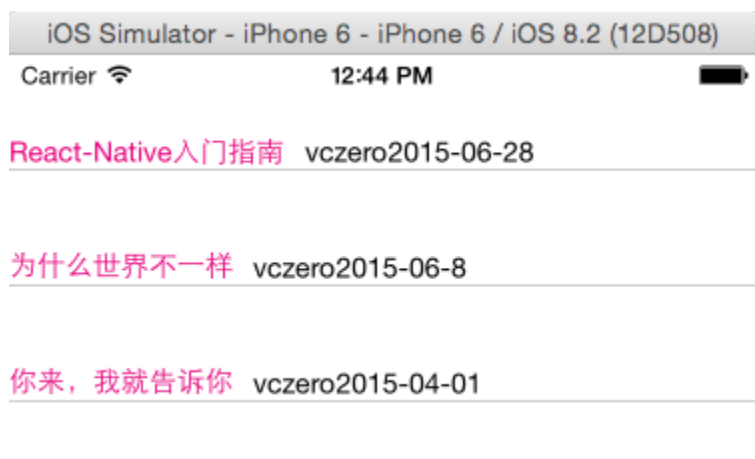 iOS Simulator - iPhone 6 - iPhone 6 / iOS 8.2 (12D508)
Carrier 12:44 PM
React-Native入门指南 vczero2015-06-28
为什么世界不一样 vczero2015-06-8
你来，我就告诉你 vczero2015-04-01